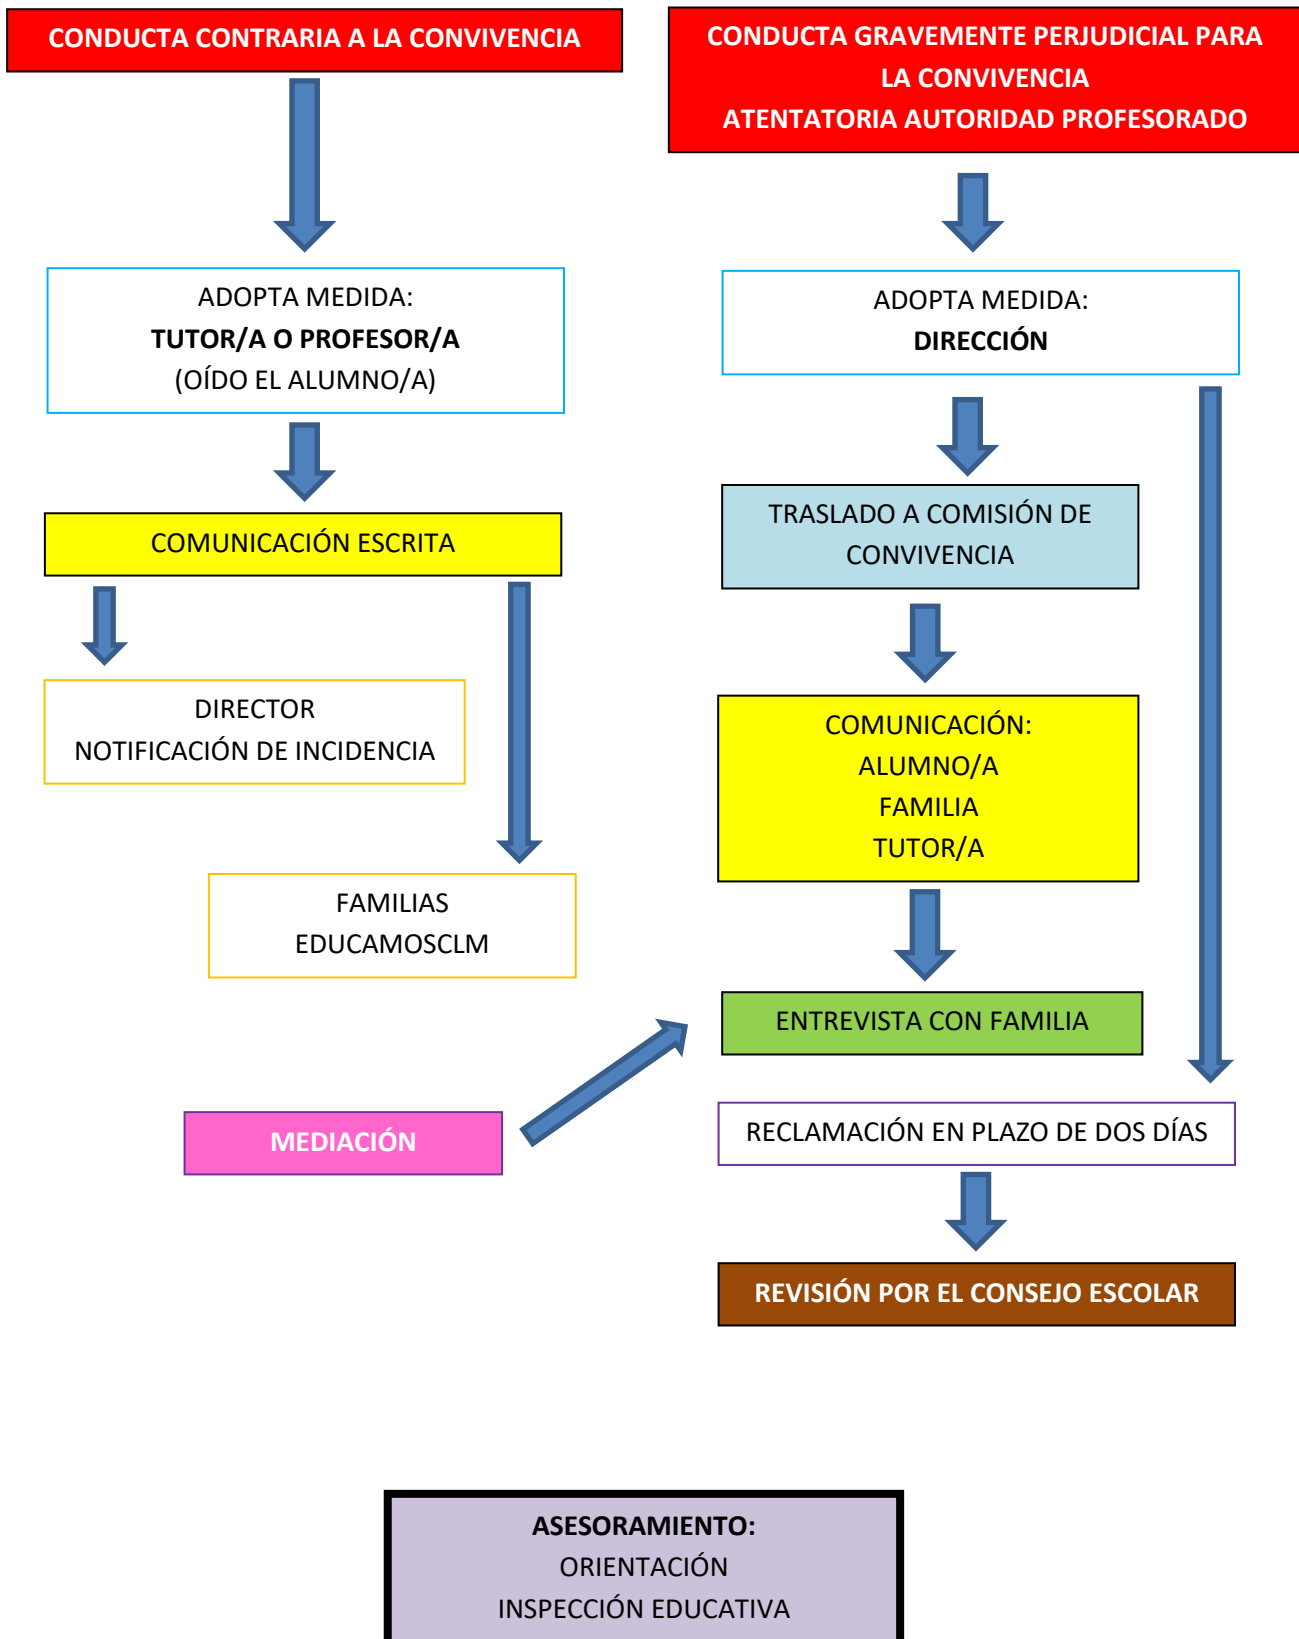 CONDUCTA CONTRARIA A LA CONVIVENCIA
CONDUCTA GRAVEMENTE PERJUDICIAL PARA
LA CONVIVENCIA
ATENTATORIA AUTORIDAD PROFESORADO
ADOPTA MEDIDA:
TUTOR/A O PROFESOR/A
(OÍDO EL ALUMNO/A)
ADOPTA MEDIDA:
DIRECCIÓN
COMUNICACIÓN ESCRITA
TRASLADO A COMISIÓN DE
CONVIVENCIA
DIRECTOR
NOTIFICACIÓN DE INCIDENCIA
COMUNICACIÓN:
ALUMNO/A
FAMILIA
TUTOR/A
FAMILIAS
EDUCAMOSCLM
ENTREVISTA CON FAMILIA
MEDIACIÓN
RECLAMACIÓN EN PLAZO DE DOS DÍAS
REVISIÓN POR EL CONSEJO ESCOLAR
ASESORAMIENTO:
ORIENTACIÓN
INSPECCIÓN EDUCATIVA